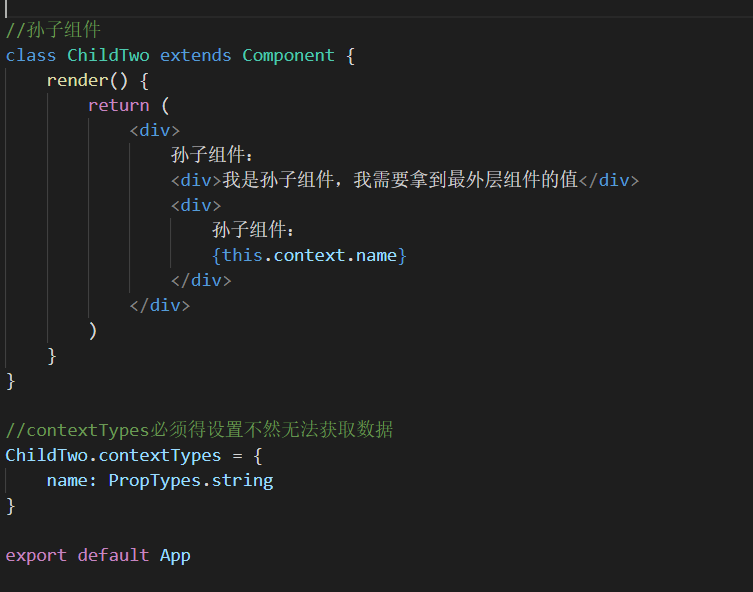 //孙子组件
class ChildTwo extends Component {
render() {
return (
<div>
孙子组件：
<div>我是孙子组件，我需要拿到最外层组件的值</div>
<div>
孙子组件：
{this.context.name}
</div>
</div>
)
}
}
//contextTypes必须得设置不然无法获取数据
ChildTwo.contextTypes = {
name: PropTypes.string
}
export default App